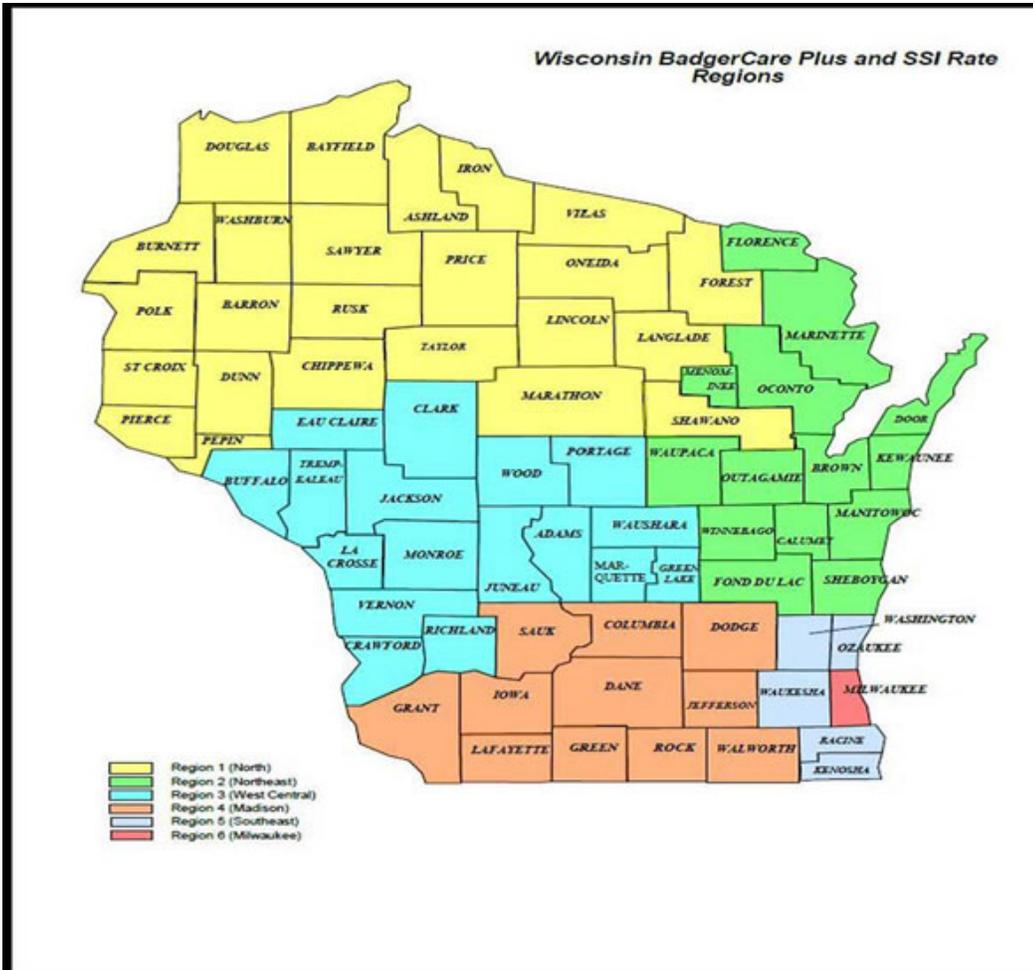 Wisconsin BadgerCare Plus and SSI Rate
Regions
DOUGLAS
BAYFIELD
IRON
ASHLAND
VILAS
WASHBURN
BURNETT
SAWYER
PRICE
ONEIDA
FLORENCE
FOREST
POLK
BARRON
RUSK
LINCOLN
LANGLADE
MARINETTE
TAYLOR
ST CROIX
DUNN
CHIPPEWA
MENOM-
INEE
OCONTO
MARATHON
CLARK
PIERCE
EAU CLAIRE
SHAWANO
DOOR
PEPIN
BUFFALO
TREMP-
EALEAU
JACKSON
WOOD
PORTAGE
WAUPACA
OUTAGAMIE
BROWN
KEWAUNEE
MANITOWOC
LA
CROSSE
MONROE
JUNEAU
ADAMS
WAUSHARA
MAR-
QUETTE
GREEN
LAKE
WINNEBAGO
CALUMET
FOND DU LAC
SHEBOYGAN
VERNON
CRAWFORD
RICHLAND
SAUK
COLUMBIA
DODGE
WASHINGTON
OZAUKEE
GRANT
IOWA
DANE
JEFFERSON
WAUKESHA
MILWAUKEE
LAFAYETTE
GREEN
ROCK
WALWORTH
RACINE
KENOSHA
Region 1 (North)
Region 2 (Northeast)
Region 3 (West Central)
Region 4 (Madison)
Region 5 (Southeast)
Region 6 (Milwaukee)